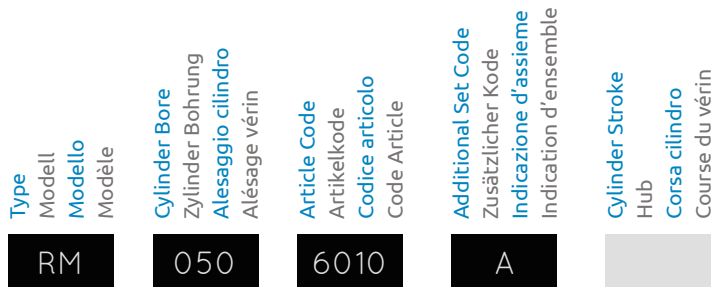 Type
Modell
Modello
Modèle
Cylinder Bore
Zylinder Bohrung
Alesaggio cilindro
Alésage vérin
Article Code
Artikelkode
Codice articolo
Code Article
Additional Set Code
Zusätzlicher Kode
Indicazione d'assieme
Indication d'ensemble
Cylinder Stroke
Hub
Corsa cilindro
Course du vérin
RM
050
6010
A